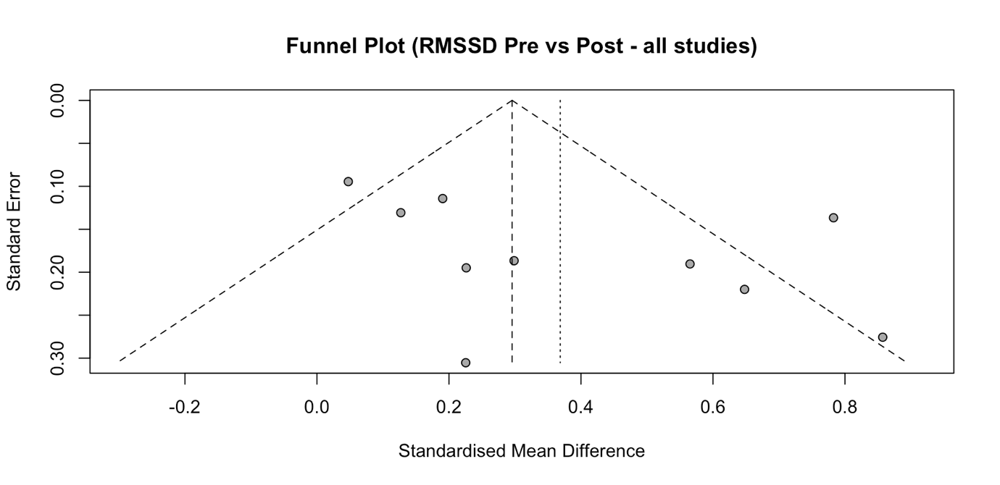 Funnel Plot (RMSSD Pre vs Post - all studies)
Standard Error
0.00
0.10
0.20
0.30
-0.2 0.0 0.2 0.4 0.6 0.8
Standardised Mean Difference